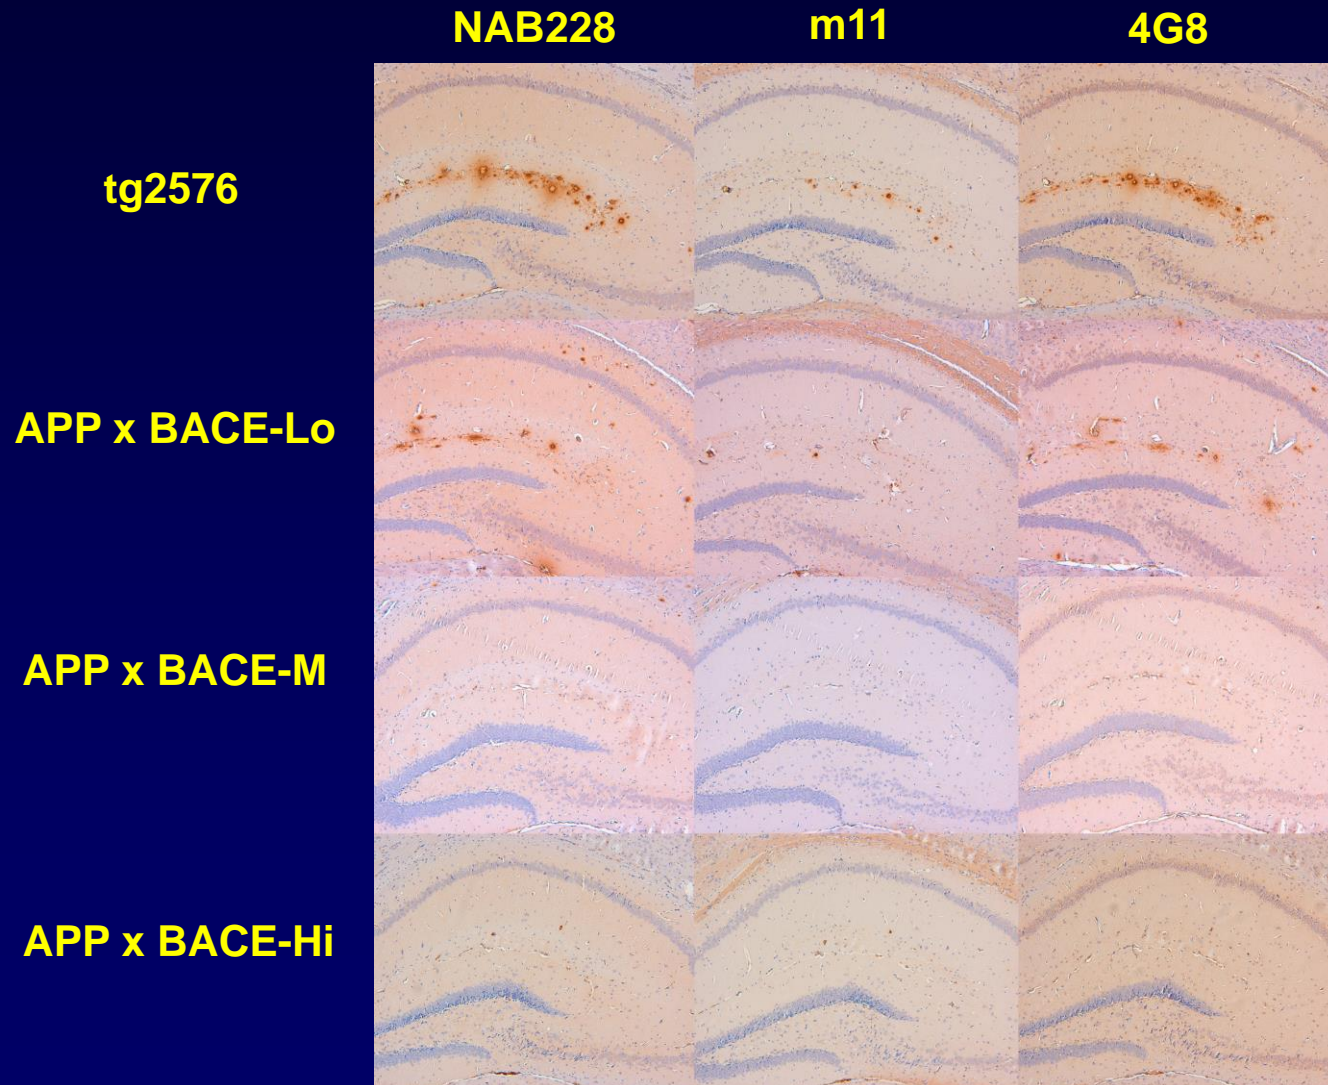 NAB228 m11 4G8
tg2576
APP x BACE-Lo
APP x BACE-M
APP x BACE-Hi